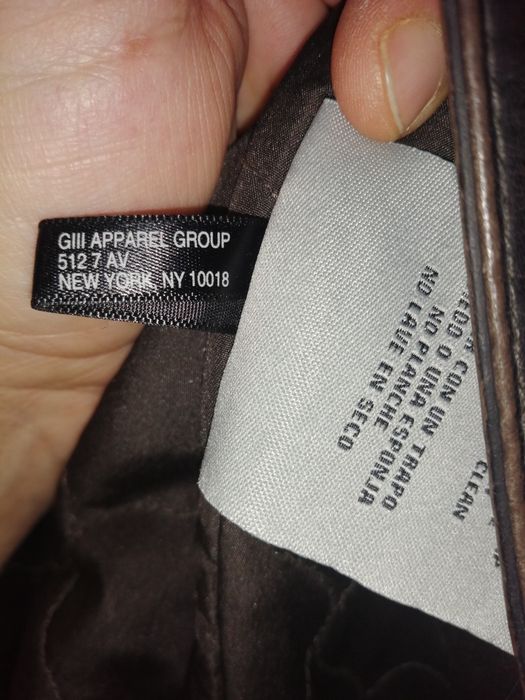 GIII APPAREL GROUP
512 7 AV
NEW YORK, NY 10018
CON UN TRAPO
O UNA ESPONJA
NO PLANCHE
NO LAVE EN SECO
CLEAN